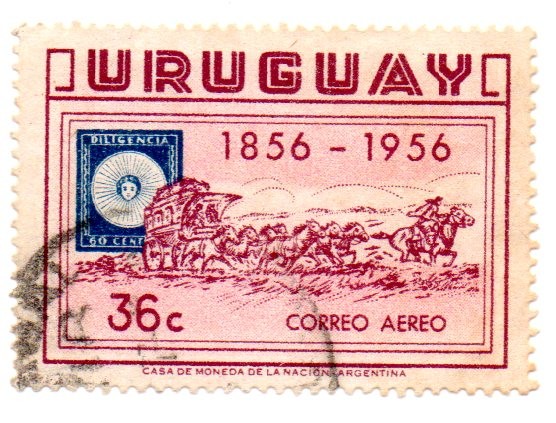 URUGUAY
DILIGENCIA
1856 - 1956
60 CENT
36c
CORREO AEREO
CASA DE MONEDA DE LA NACION ARGENTINA